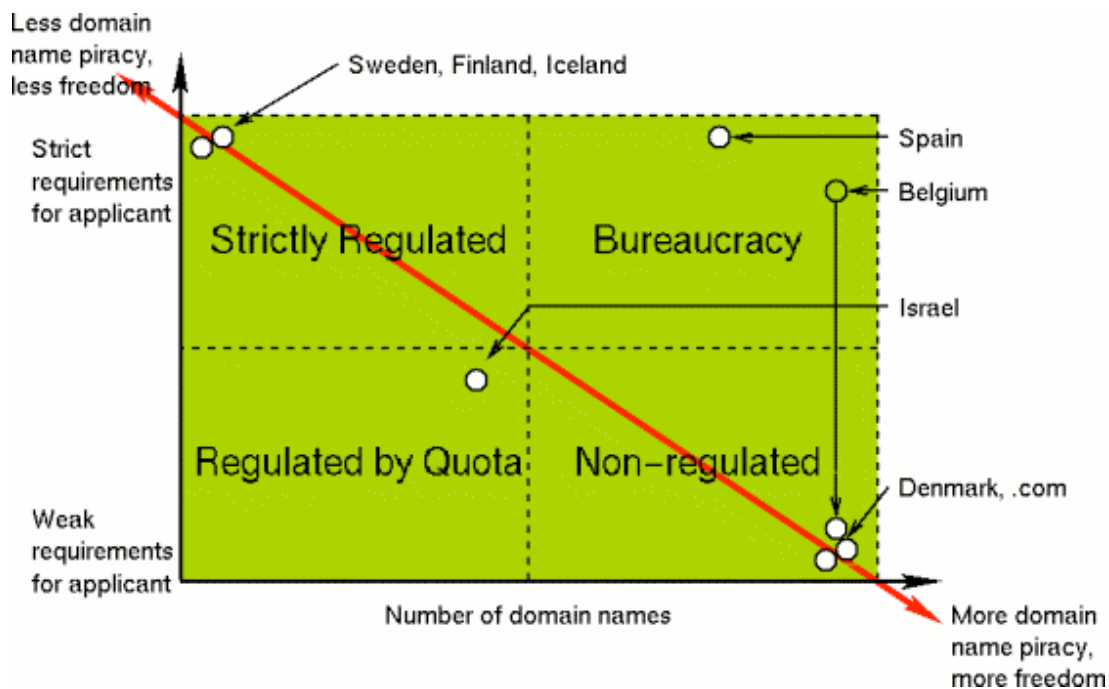 Less domain
name piracy,
less freedom
Sweden, Finland, Iceland
Strict
requirements
for applicant
Spain
Belgium
Strictly Regulated
Bureaucracy
Israel
Regulated by Quota
Non-regulated
Denmark, .com
Weak
requirements
for applicant
Number of domain names
More domain
name piracy,
more freedom